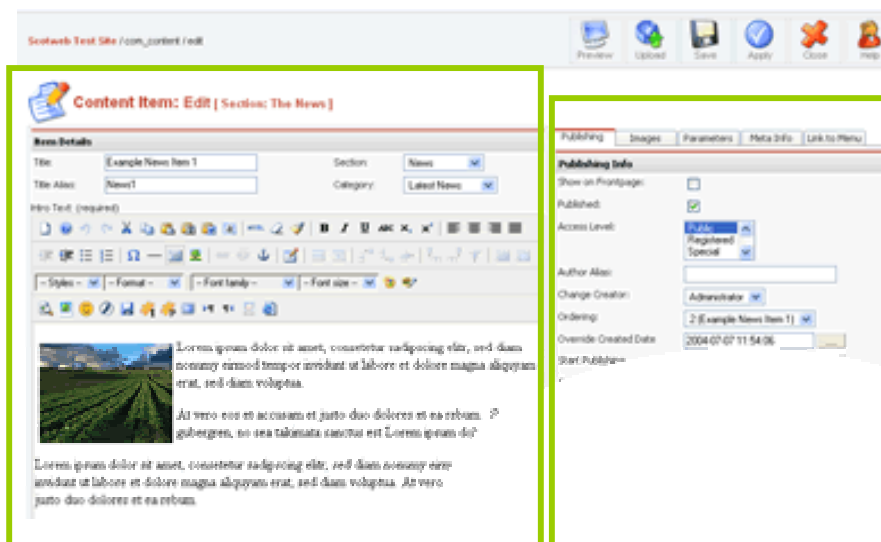 Scotweb Test Site / com_content / edit
Preview Upload Save Apply Close Help
Content Item: Edit [ Section: The News ]
Item Details
Title: Example News Item 1 Section: News
Title Alias: News1 Category: Latest News
Intro Text: (required)
B I U ABC
- Styles - - Format - - Font family - - Font size -
Lorem ipsum dolor sit amet, consetetur sadipscing elitr, sed diam
nonumy eirmod tempor invidunt ut labore et dolore magna aliquyam
erat, sed diam voluptua.
At vero eos et accusam et justo duo dolores et ea rebum.
gubergren, no sea takimata sanctus est Lorem ipsum do
Lorem ipsum dolor sit amet, consetetur sadipscing elitr, sed diam nonumy eirm
invidunt ut labore et dolore magna aliquyam erat, sed diam voluptua. At vero
justo duo dolores et ea rebum.
Publishing Images Parameters Meta Info Link to Menu
Publishing Info
Show on Frontpage:
Published:
Access Level: Public
Registered
Special
Author Alias:
Change Creator: Administrator
Ordering: 2 (Example News Item 1)
Override Created Date 2004-07-07 11:54:06 ...
Start Publishing